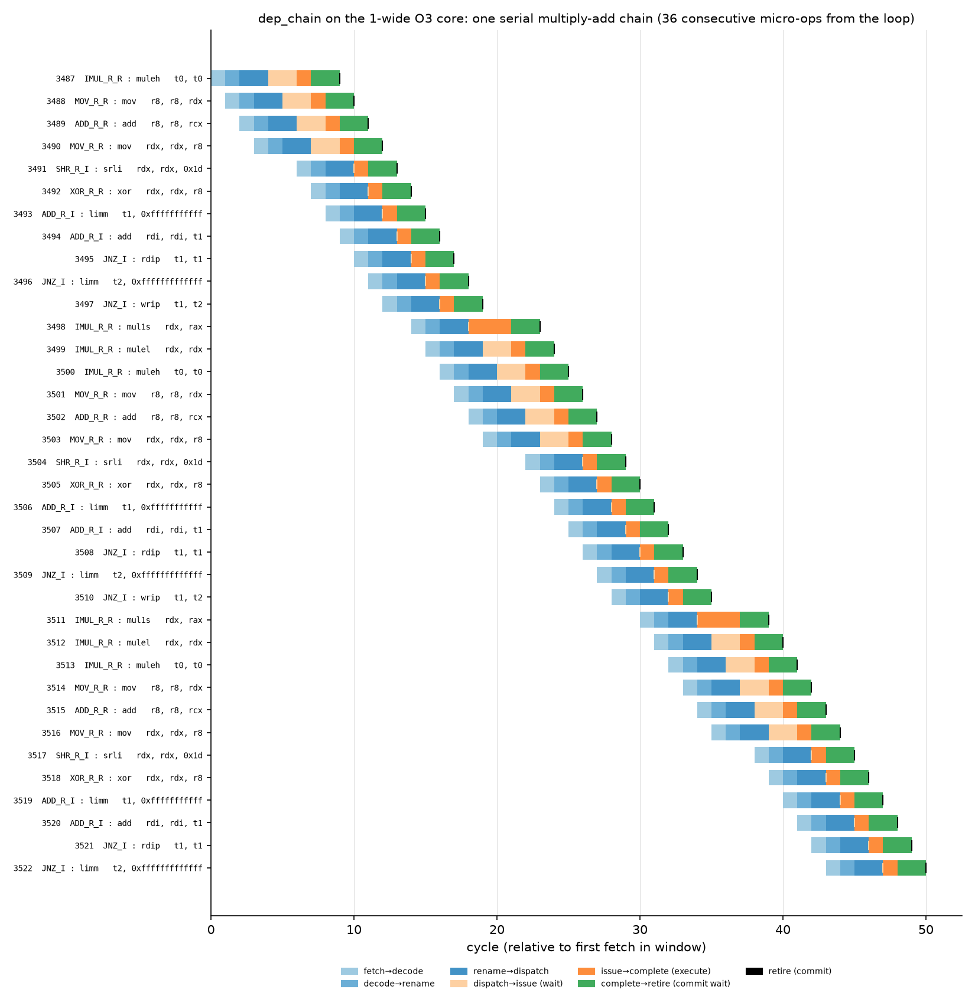 dep_chain on the 1-wide O3 core: one serial multiply-add chain (36 consecutive micro-ops from the loop)
3487  IMUL_R_R : muleh   t0, t0
3488  MOV_R_R : mov   r8, r8, rdx
3489  ADD_R_R : add   r8, r8, rcx
3490  MOV_R_R : mov   rdx, rdx, r8
3491  SHR_R_I : srli   rdx, rdx, 0x1d
3492  XOR_R_R : xor   rdx, rdx, r8
3493  ADD_R_I : limm   t1, 0xfffffffffff
3494  ADD_R_I : add   rdi, rdi, t1
3495  JNZ_I : rdip   t1, t1
3496  JNZ_I : limm   t2, 0xfffffffffffff
3497  JNZ_I : wrip   t1, t2
3498  IMUL_R_R : mul1s   rdx, rax
3499  IMUL_R_R : mulel   rdx, rdx
3500  IMUL_R_R : muleh   t0, t0
3501  MOV_R_R : mov   r8, r8, rdx
3502  ADD_R_R : add   r8, r8, rcx
3503  MOV_R_R : mov   rdx, rdx, r8
3504  SHR_R_I : srli   rdx, rdx, 0x1d
3505  XOR_R_R : xor   rdx, rdx, r8
3506  ADD_R_I : limm   t1, 0xfffffffffff
3507  ADD_R_I : add   rdi, rdi, t1
3508  JNZ_I : rdip   t1, t1
3509  JNZ_I : limm   t2, 0xfffffffffffff
3510  JNZ_I : wrip   t1, t2
3511  IMUL_R_R : mul1s   rdx, rax
3512  IMUL_R_R : mulel   rdx, rdx
3513  IMUL_R_R : muleh   t0, t0
3514  MOV_R_R : mov   r8, r8, rdx
3515  ADD_R_R : add   r8, r8, rcx
3516  MOV_R_R : mov   rdx, rdx, r8
3517  SHR_R_I : srli   rdx, rdx, 0x1d
3518  XOR_R_R : xor   rdx, rdx, r8
3519  ADD_R_I : limm   t1, 0xfffffffffff
3520  ADD_R_I : add   rdi, rdi, t1
3521  JNZ_I : rdip   t1, t1
3522  JNZ_I : limm   t2, 0xfffffffffffff
0 10 20 30 40 50
cycle (relative to first fetch in window)
fetch→decode rename→dispatch issue→complete (execute) retire (commit)
decode→rename dispatch→issue (wait) complete→retire (commit wait)